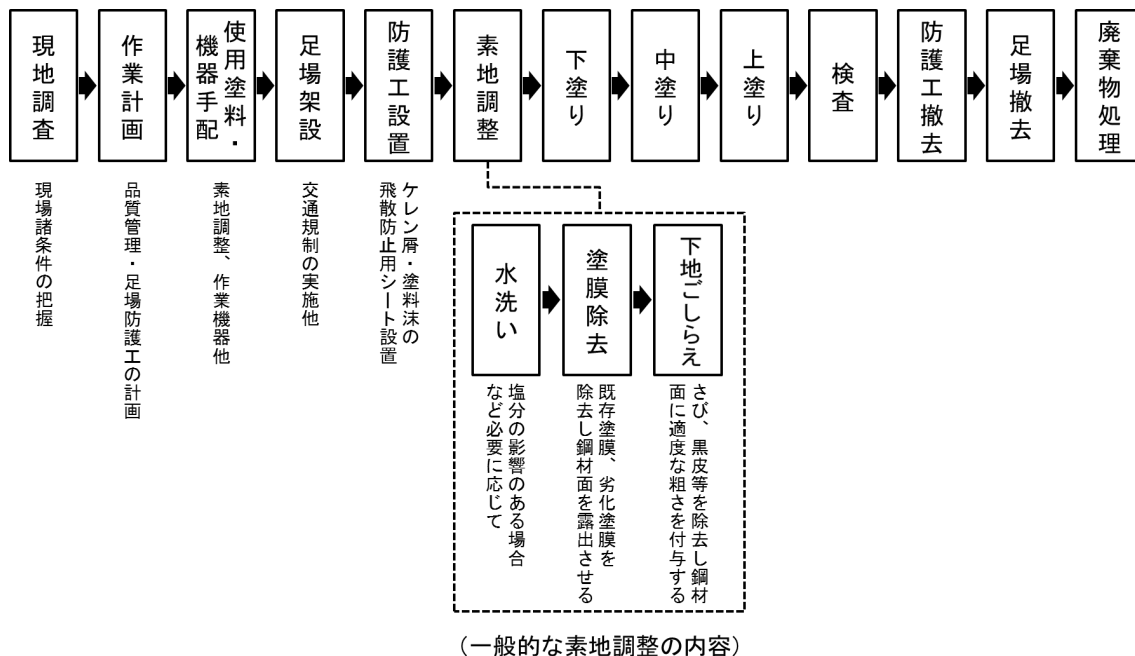 現地調査
作業計画
使用塗料・
機器手配
足場架設
防護工設置
素地調整
下塗り
中塗り
上塗り
検査
防護工撤去
足場撤去
廃棄物処理
現場諸条件の把握
品質管理・足場防護工の計画
素地調整、作業機器他
交通規制の実施他
ケレン屑・塗料沫の
飛散防止用シート設置
水洗い
塗膜除去
下地ごしらえ
塩分の影響のある場合
など必要に応じて
既存塗膜、劣化塗膜を
除去し鋼材面を露出させる
さび、黒皮等を除去し鋼材
面に適度な粗さを付与する
(一般的な素地調整の内容)